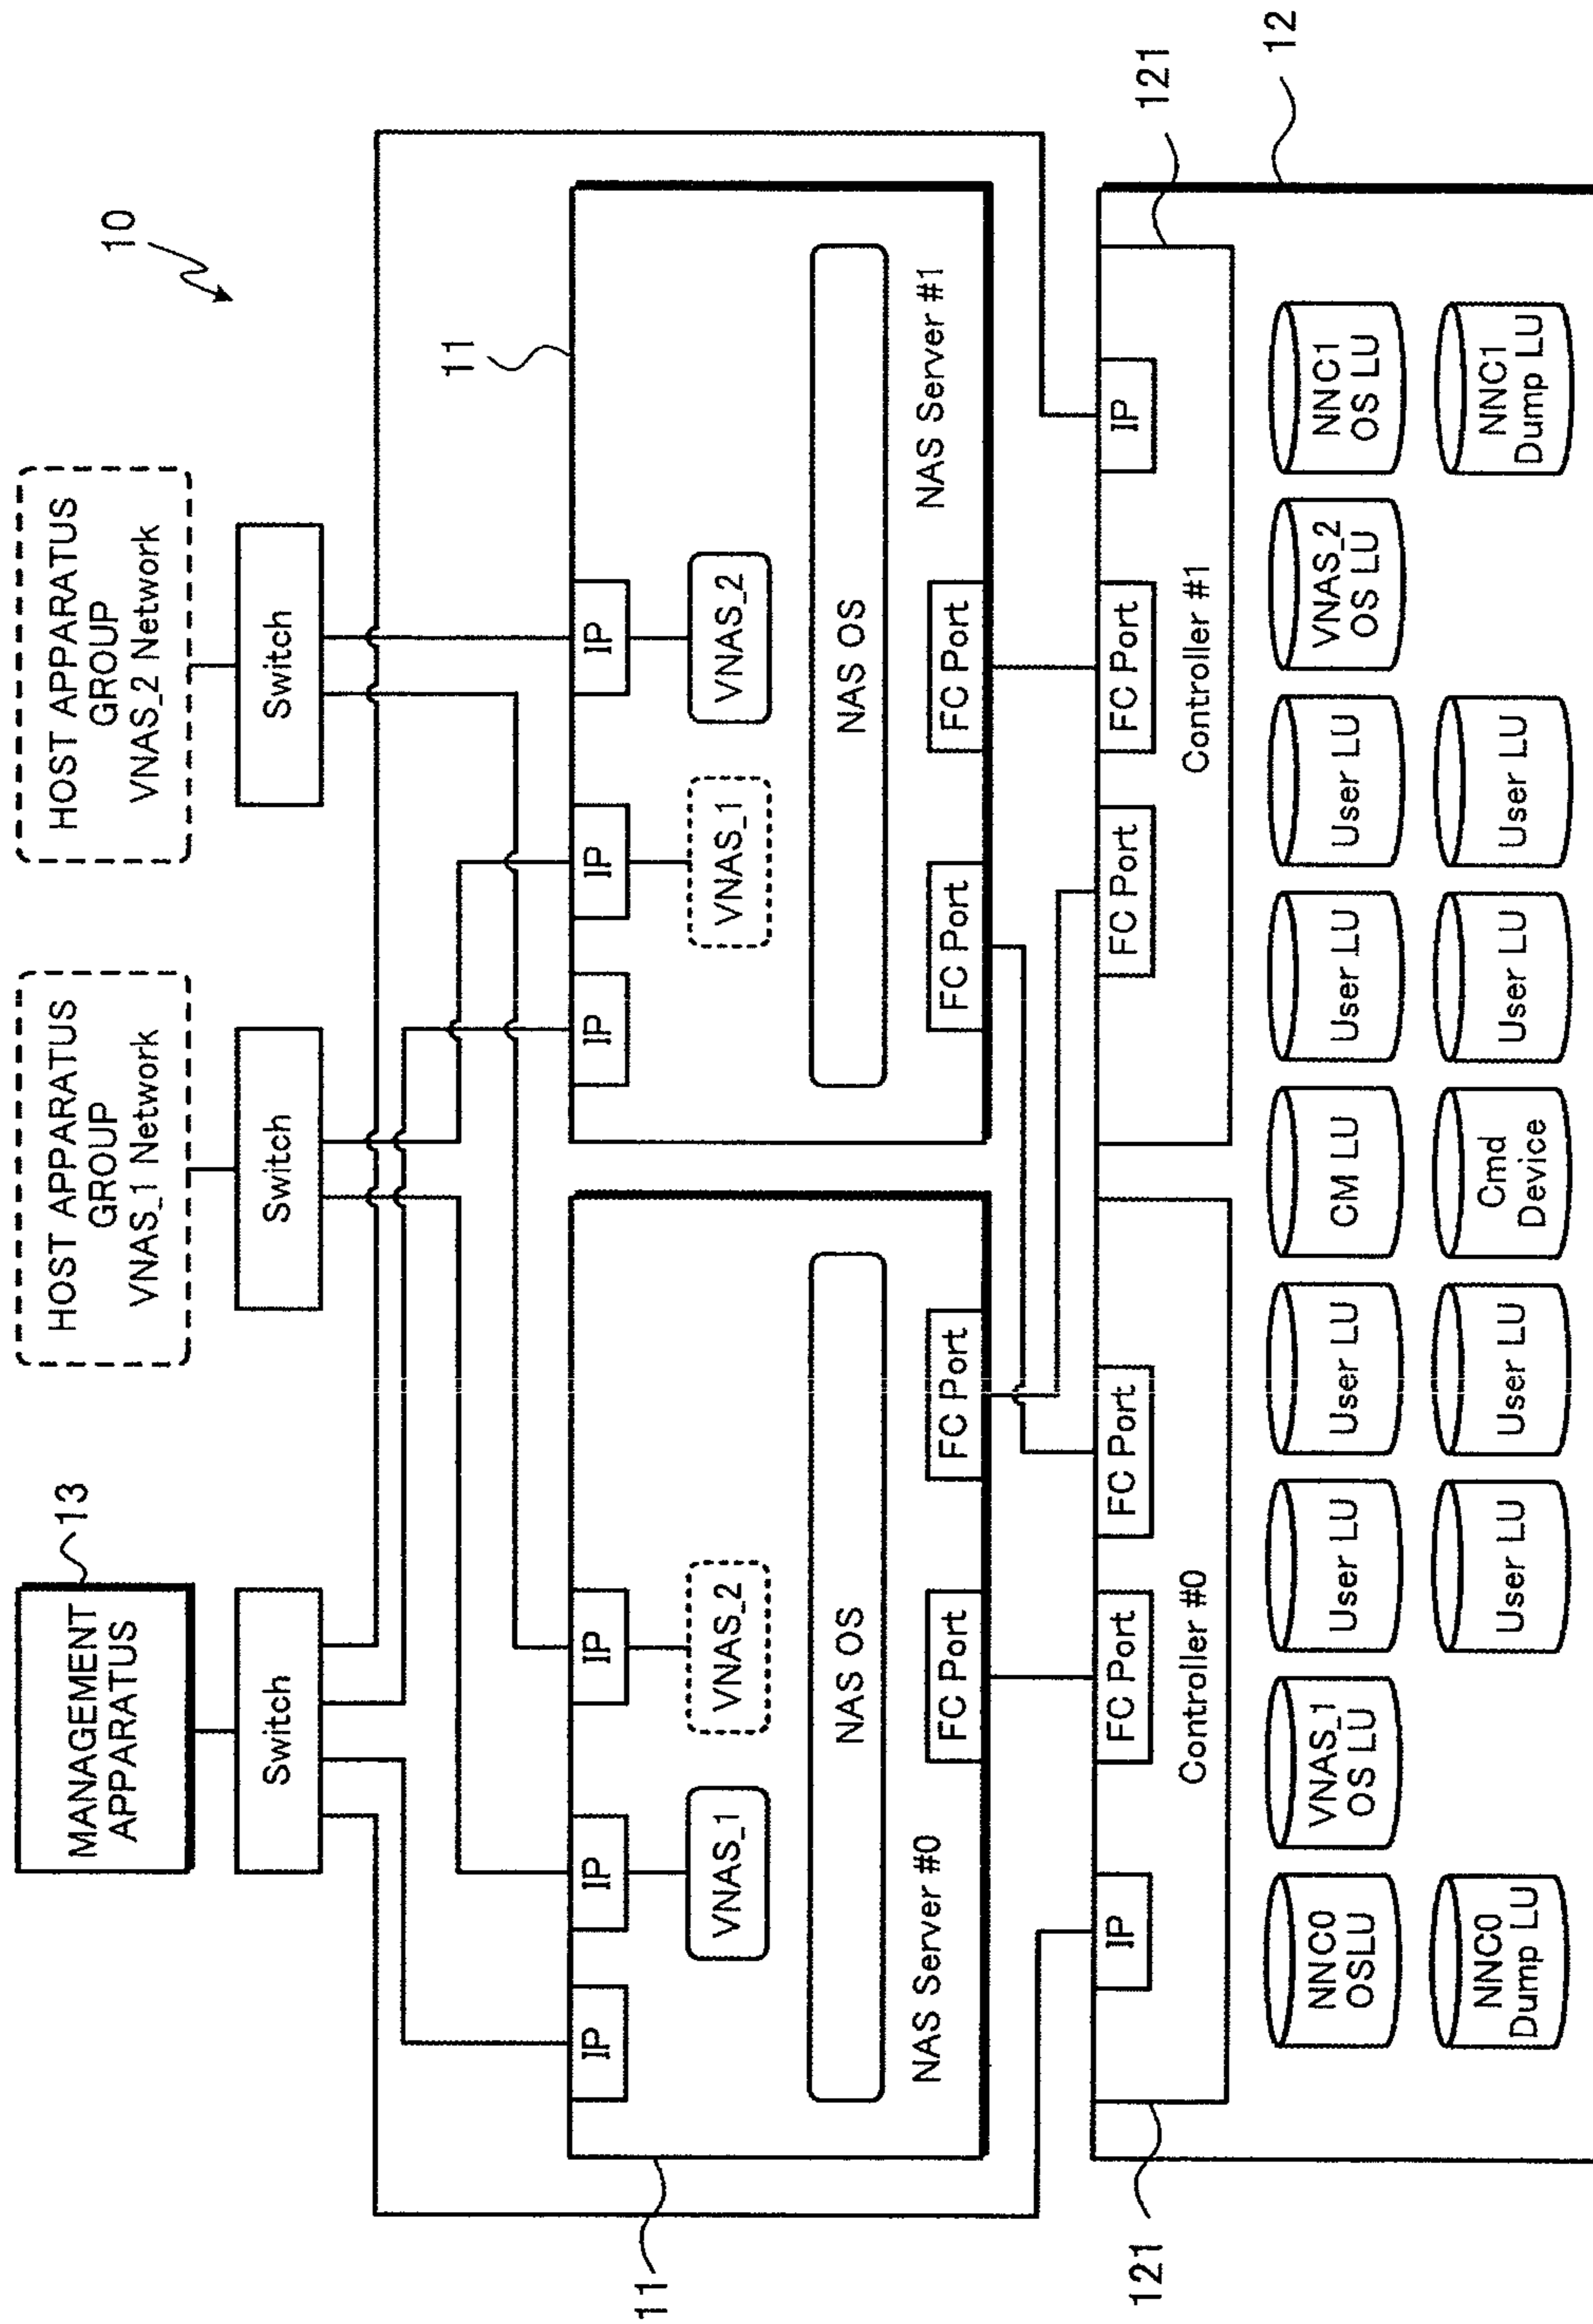 10
MANAGEMENT
APPARATUS
13
HOST APPARATUS
GROUP
VNAS_1 Network
HOST APPARATUS
GROUP
VNAS_2 Network
Switch
Switch
Switch
11
IP
IP
IP
VNAS_1
VNAS_2
NAS OS
NAS Server #0
FC Port
FC Port
11
IP
IP
IP
VNAS_1
VNAS_2
NAS OS
FC Port
FC Port
NAS Server #1
121
IP
FC Port
FC Port
Controller #0
FC Port
FC Port
IP
Controller #1
121
12
NNC0
OSLU
VNAS_1
OS LU
User LU
User LU
CM LU
User LU
User LU
VNAS_2
OS LU
NNC1
OS LU
NNC0
Dump LU
User LU
User LU
Cmd
Device
User LU
User LU
NNC1
Dump LU